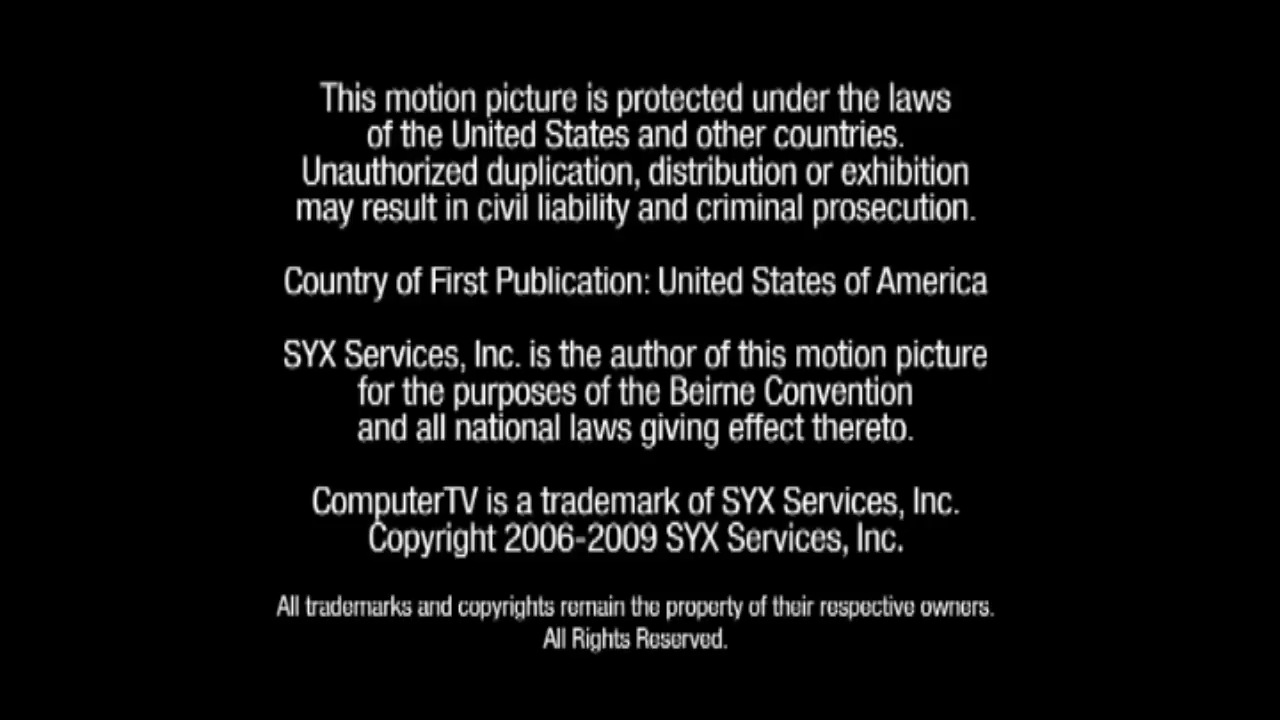 This motion picture is protected under the laws
of the United States and other countries.
Unauthorized duplication, distribution or exhibition
may result in civil liability and criminal prosecution.
Country of First Publication: United States of America
SYX Services, Inc. is the author of this motion picture
for the purposes of the Beirne Convention
and all national laws giving effect thereto.
ComputerTV is a trademark of SYX Services, Inc.
Copyright 2006-2009 SYX Services, Inc.
All trademarks and copyrights remain the property of their respective owners.
All Rights Reserved.